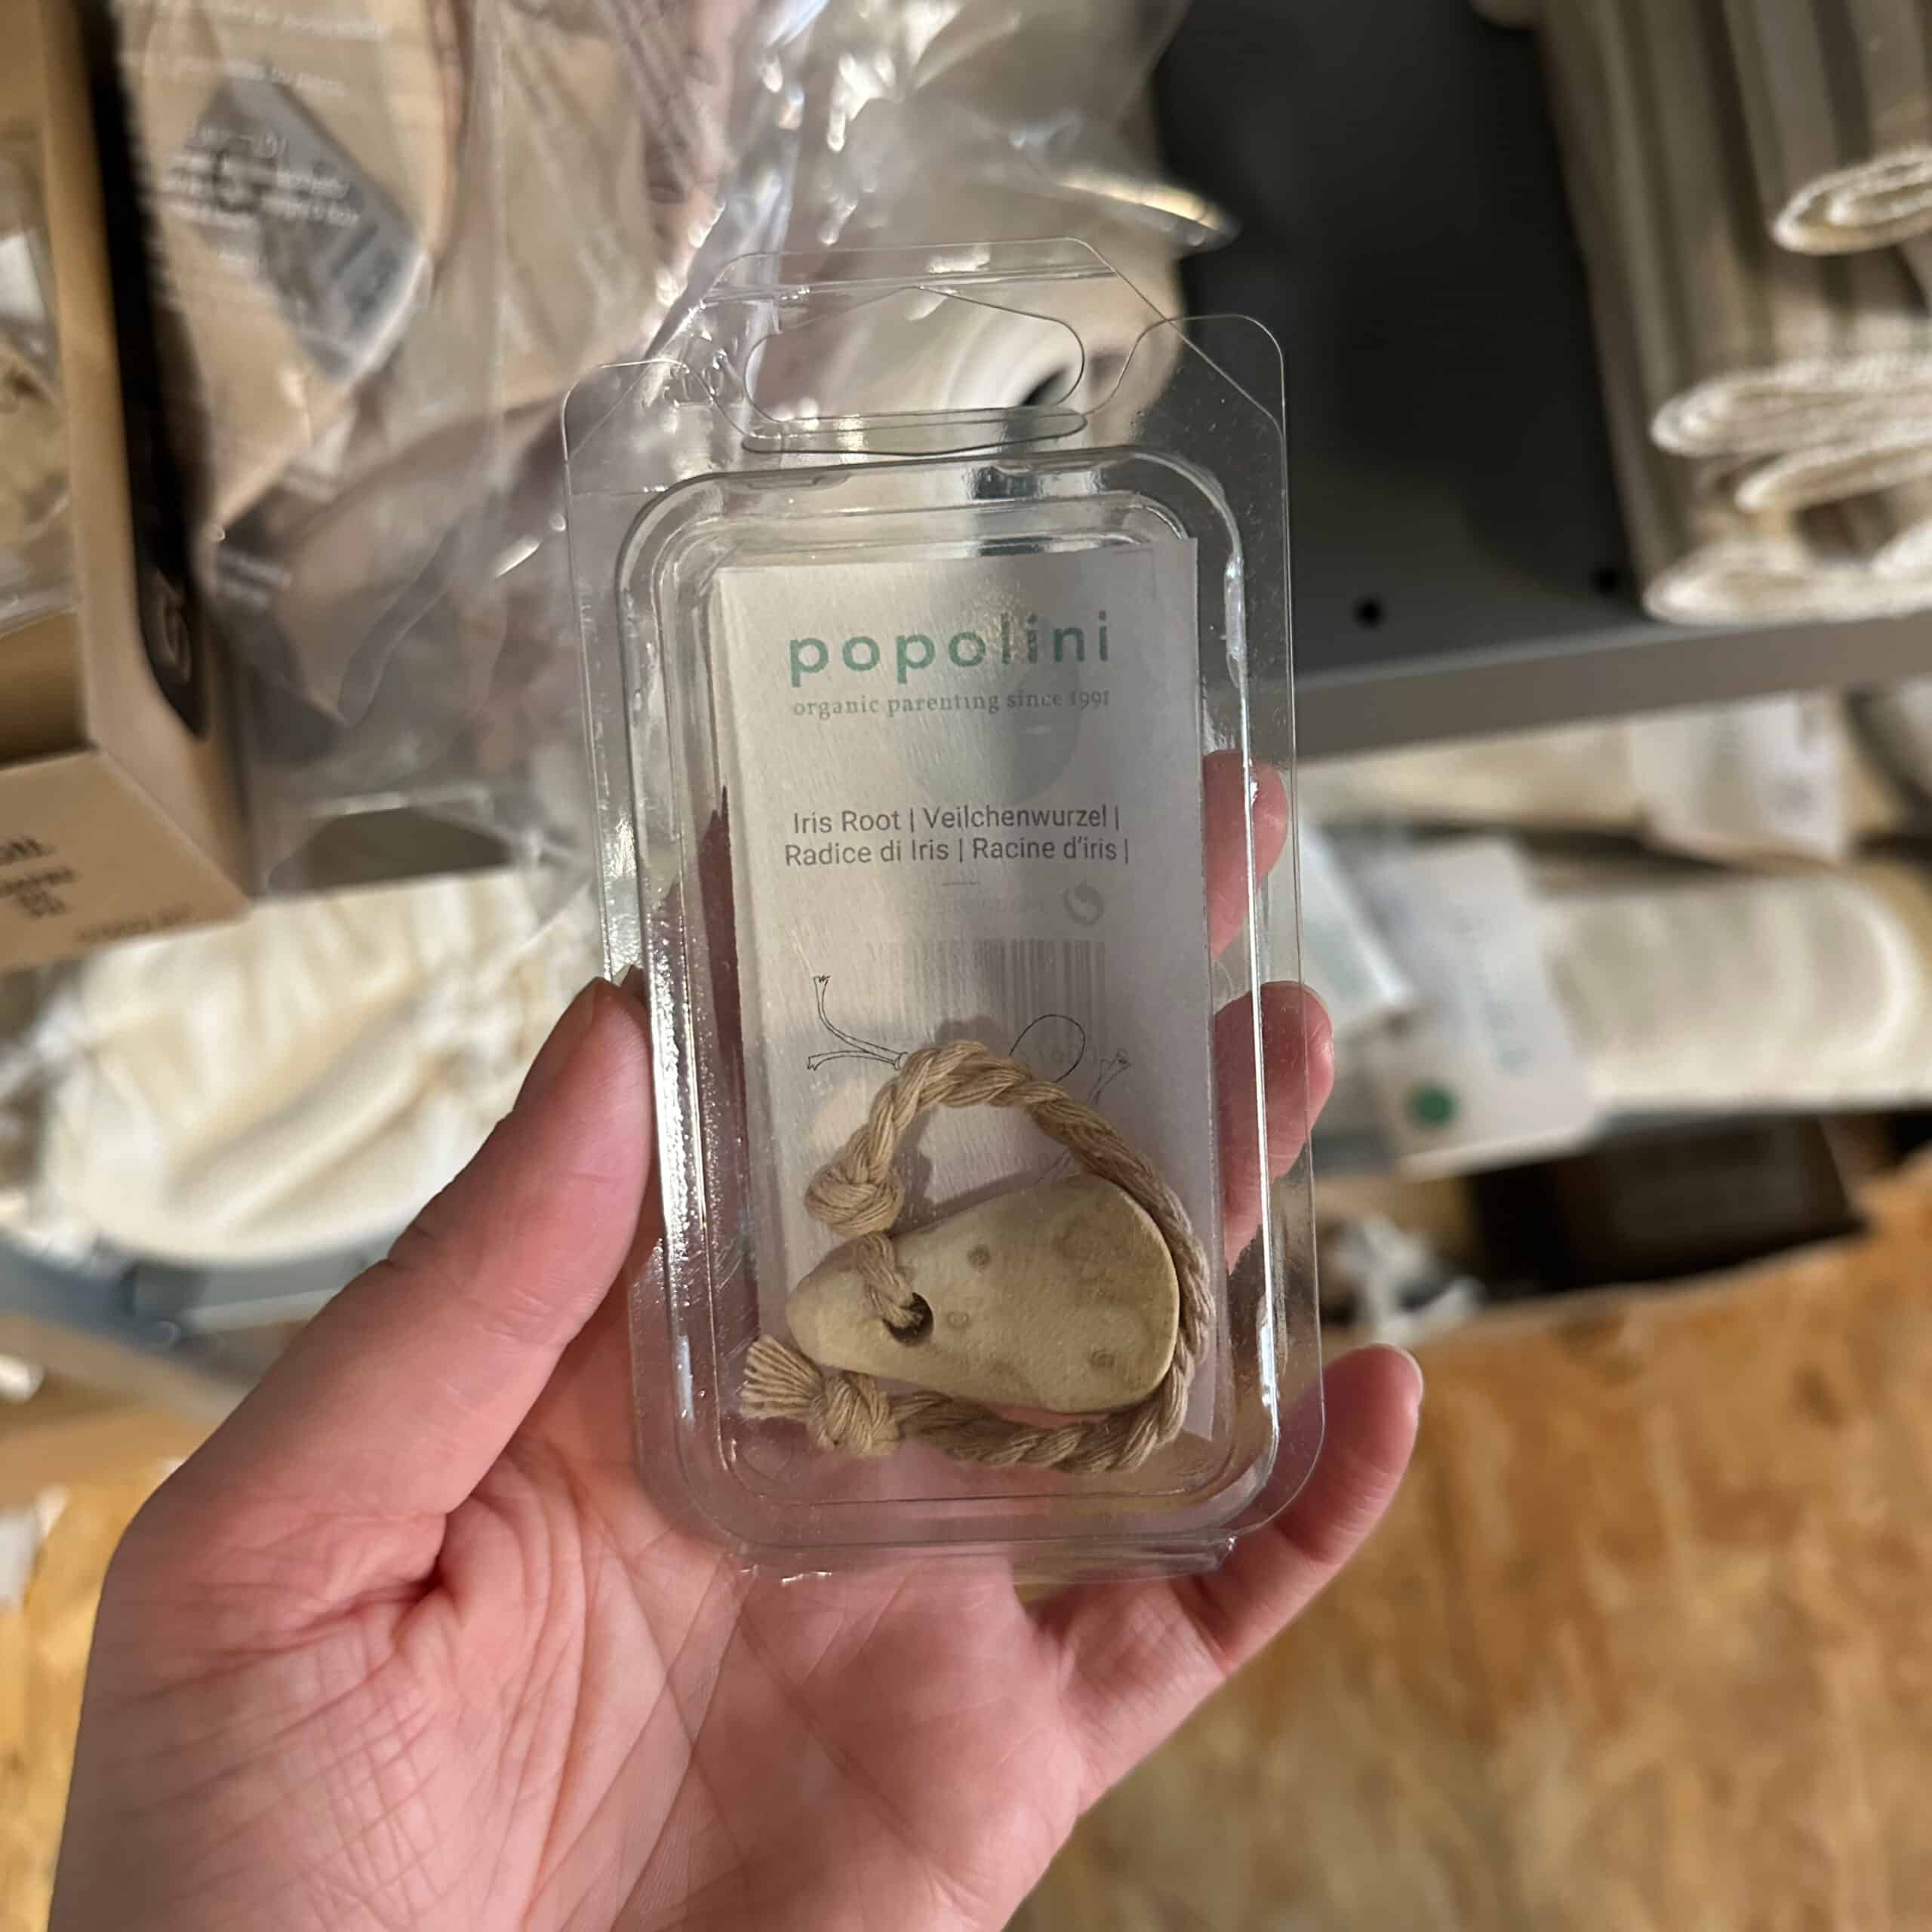 popolini
organic parenting since 1991
Iris Root | Veilchenwurzel |
Radice di Iris | Racine d'iris |